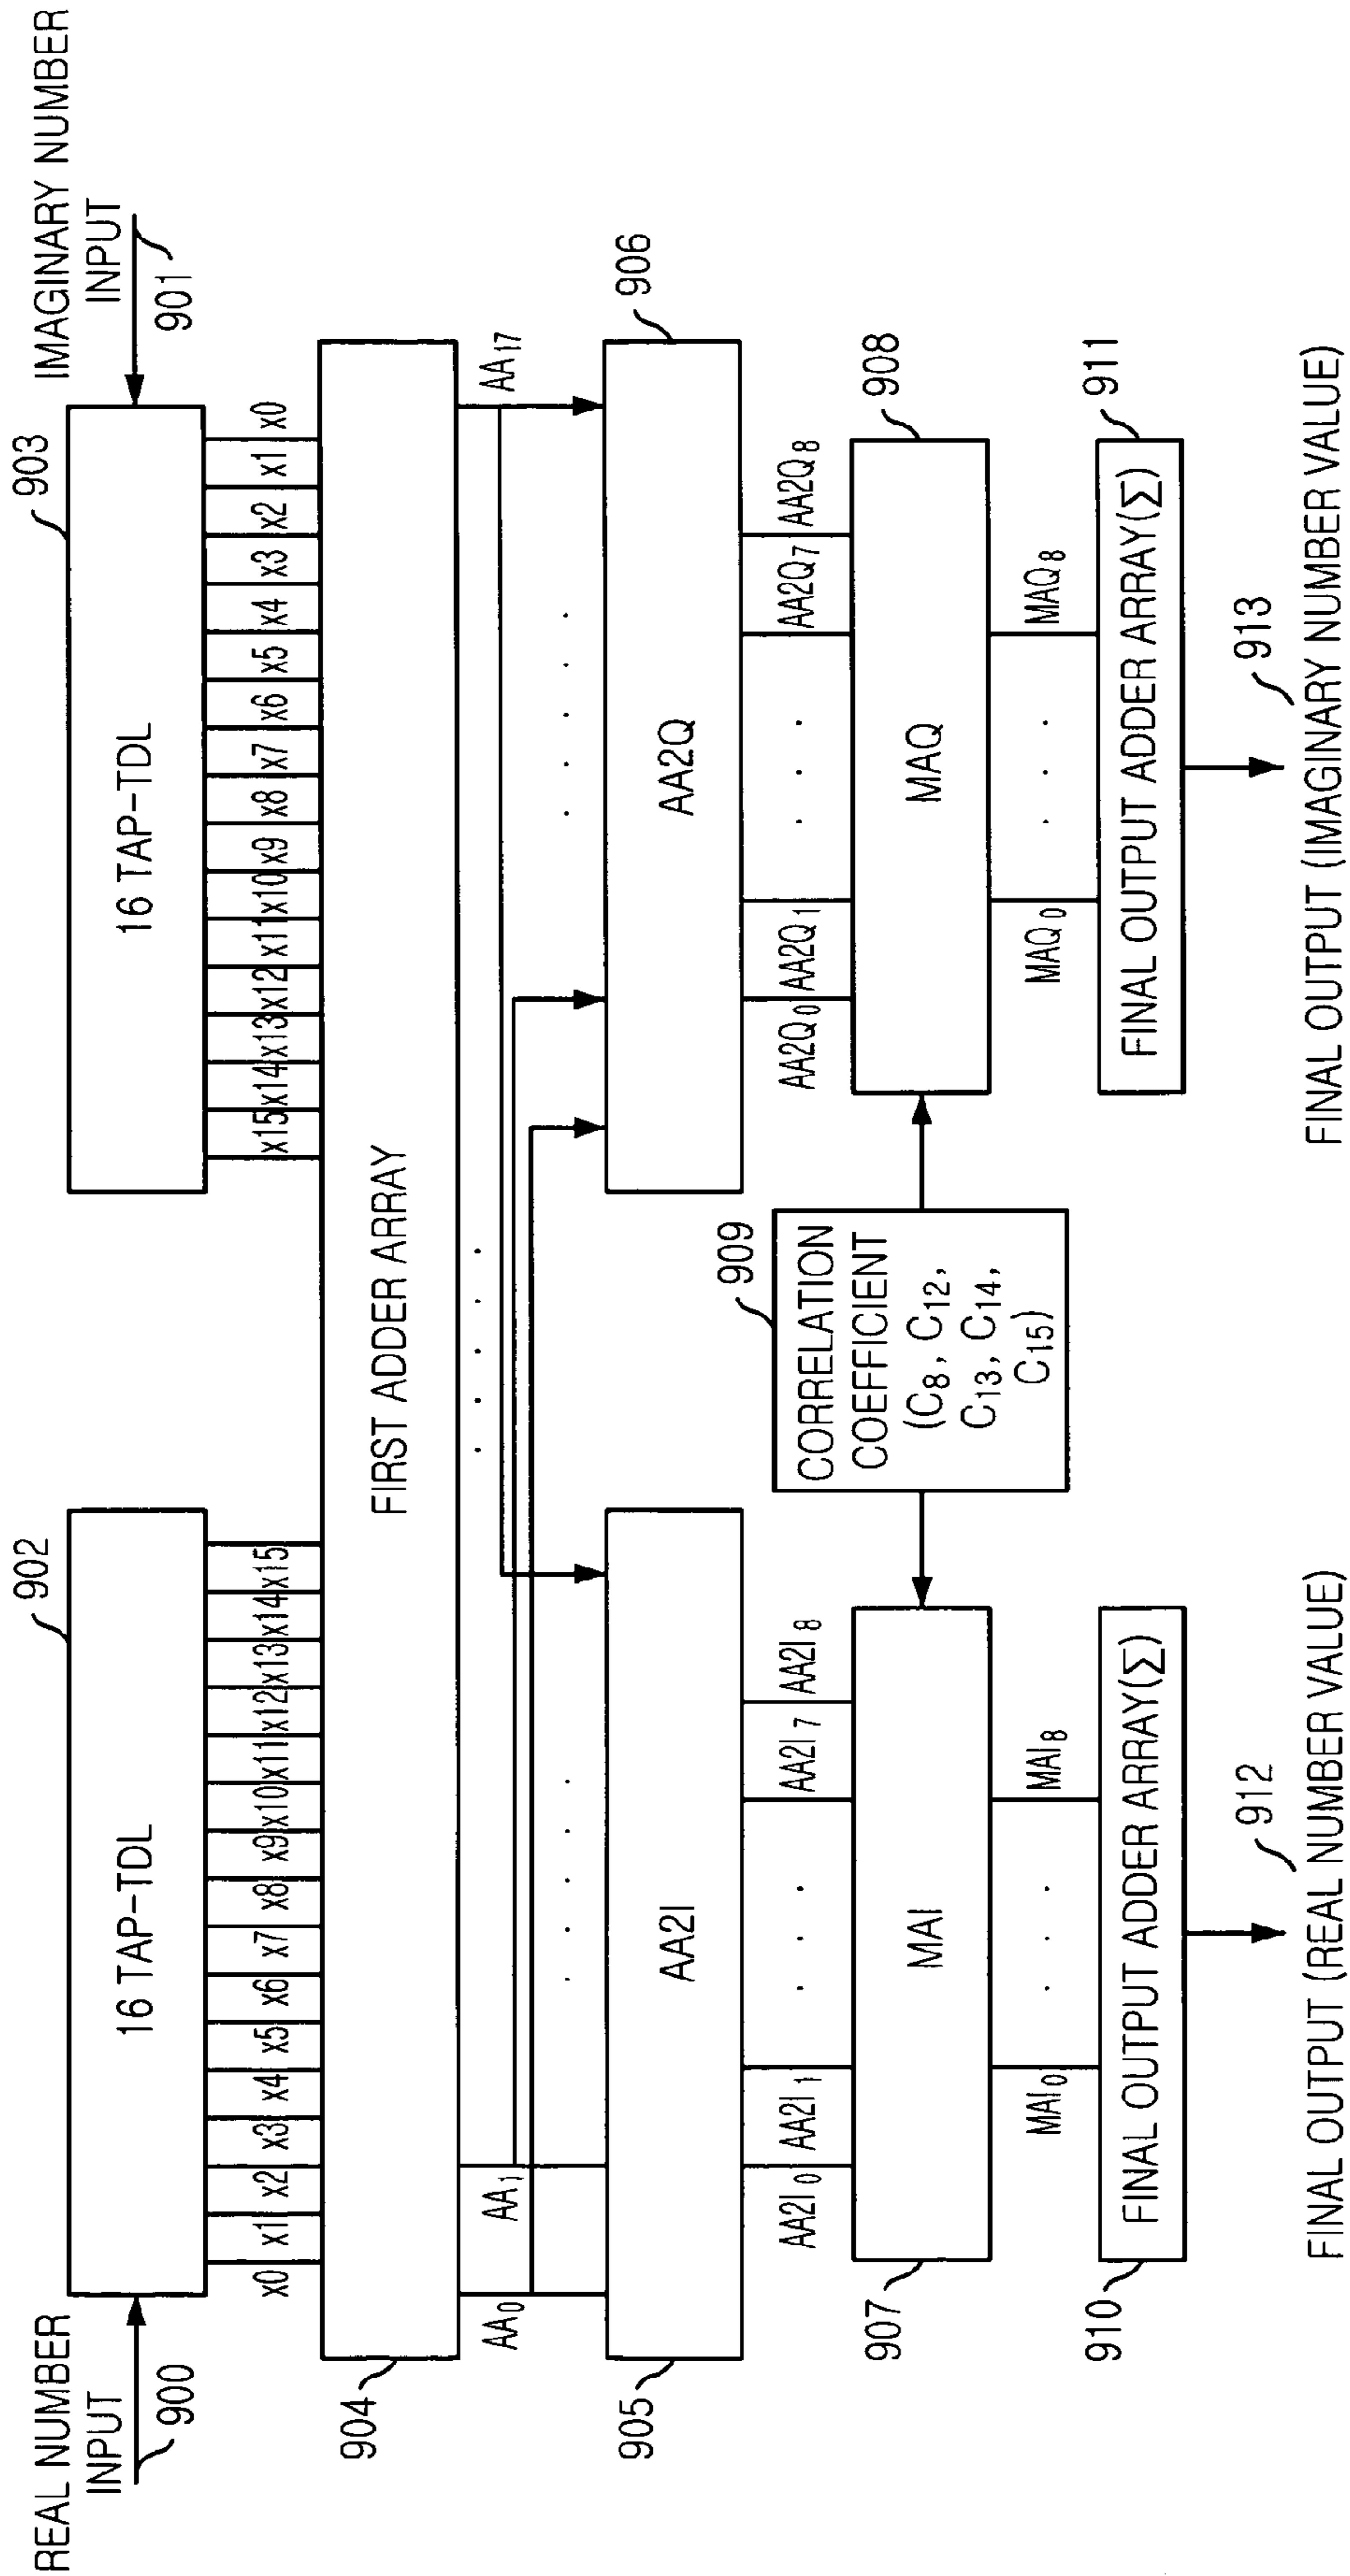 REAL NUMBER
INPUT
900
IMAGINARY NUMBER
INPUT
901
902
16 TAP-TDL
903
16 TAP-TDL
x0 x1 x2 x3 x4 x5 x6 x7 x8 x9 x10 x11 x12 x13 x14 x15
x15 x14 x13 x12 x11 x10 x9 x8 x7 x6 x5 x4 x3 x2 x1 x0
904
FIRST ADDER ARRAY
AA0 AA1
. . . . .
AA17
905
AA2I
906
AA2Q
AA2I0 AA2I1 . . . AA2I7 AA2I8
AA2Q0 AA2Q1 . . . AA2Q7 AA2Q8
907
MAI
909
CORRELATION
COEFFICIENT
(C8, C12,
C13, C14,
C15)
908
MAQ
MAI0 . . . MAI8
MAQ0 . . . MAQ8
910
FINAL OUTPUT ADDER ARRAY(Σ)
911
FINAL OUTPUT ADDER ARRAY(Σ)
912
FINAL OUTPUT (REAL NUMBER VALUE)
913
FINAL OUTPUT (IMAGINARY NUMBER VALUE)